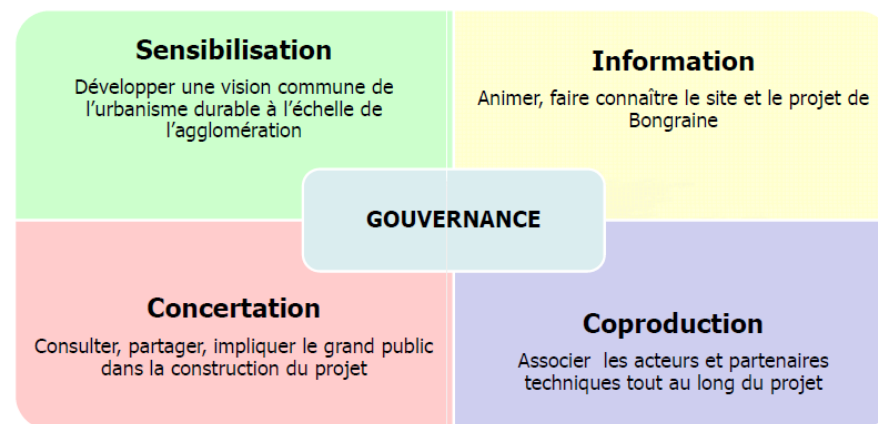 Sensibilisation
Développer une vision commune de
l'urbanisme durable à l'échelle de
l'agglomération
Information
Animer, faire connaître le site et le projet de
Bongraine
GOUVERNANCE
Concertation
Consulter, partager, impliquer le grand public
dans la construction du projet
Coproduction
Associer les acteurs et partenaires
techniques tout au long du projet